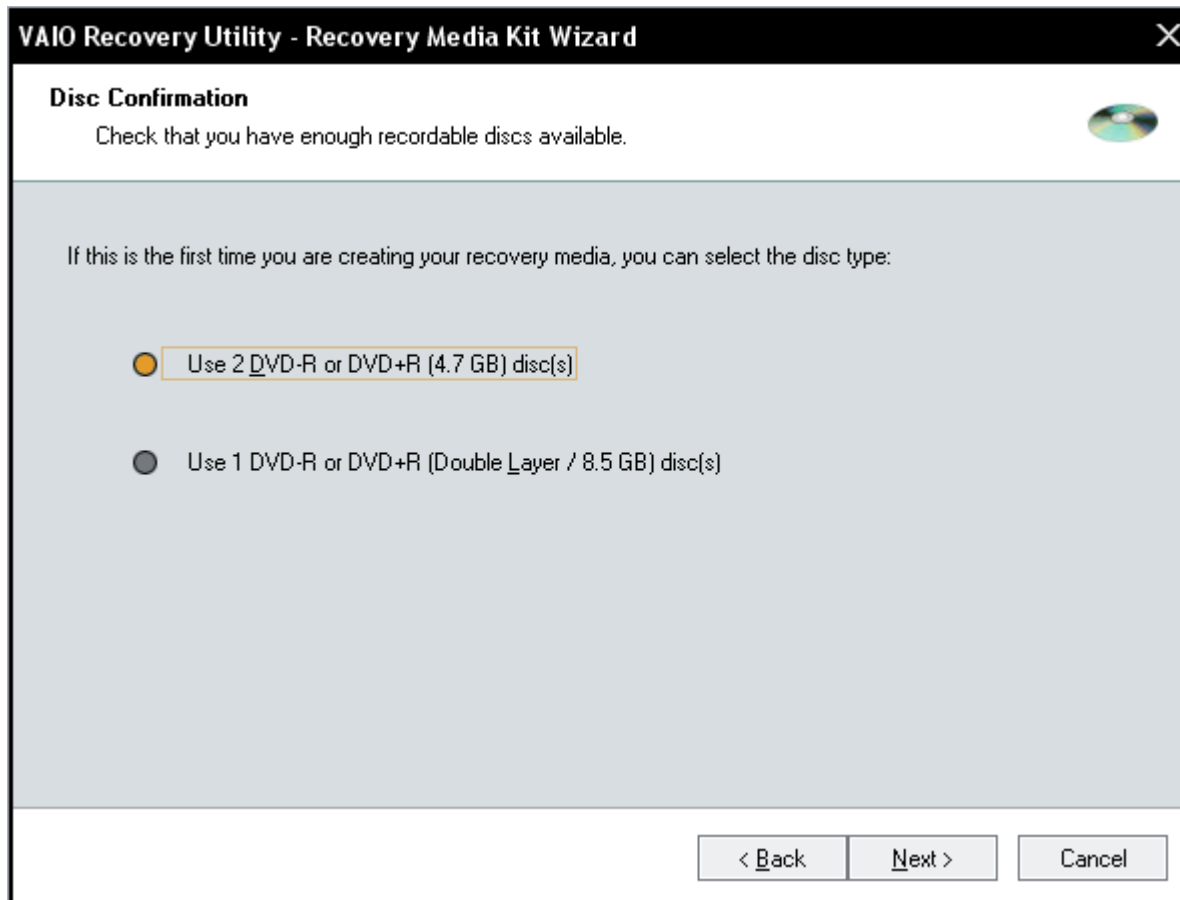 VAIO Recovery Utility - Recovery Media Kit Wizard
Disc Confirmation
Check that you have enough recordable discs available.
If this is the first time you are creating your recovery media, you can select the disc type:
Use 2 DVD-R or DVD+R (4.7 GB) disc(s)
Use 1 DVD-R or DVD+R (Double Layer / 8.5 GB) disc(s)
< Back Next > Cancel